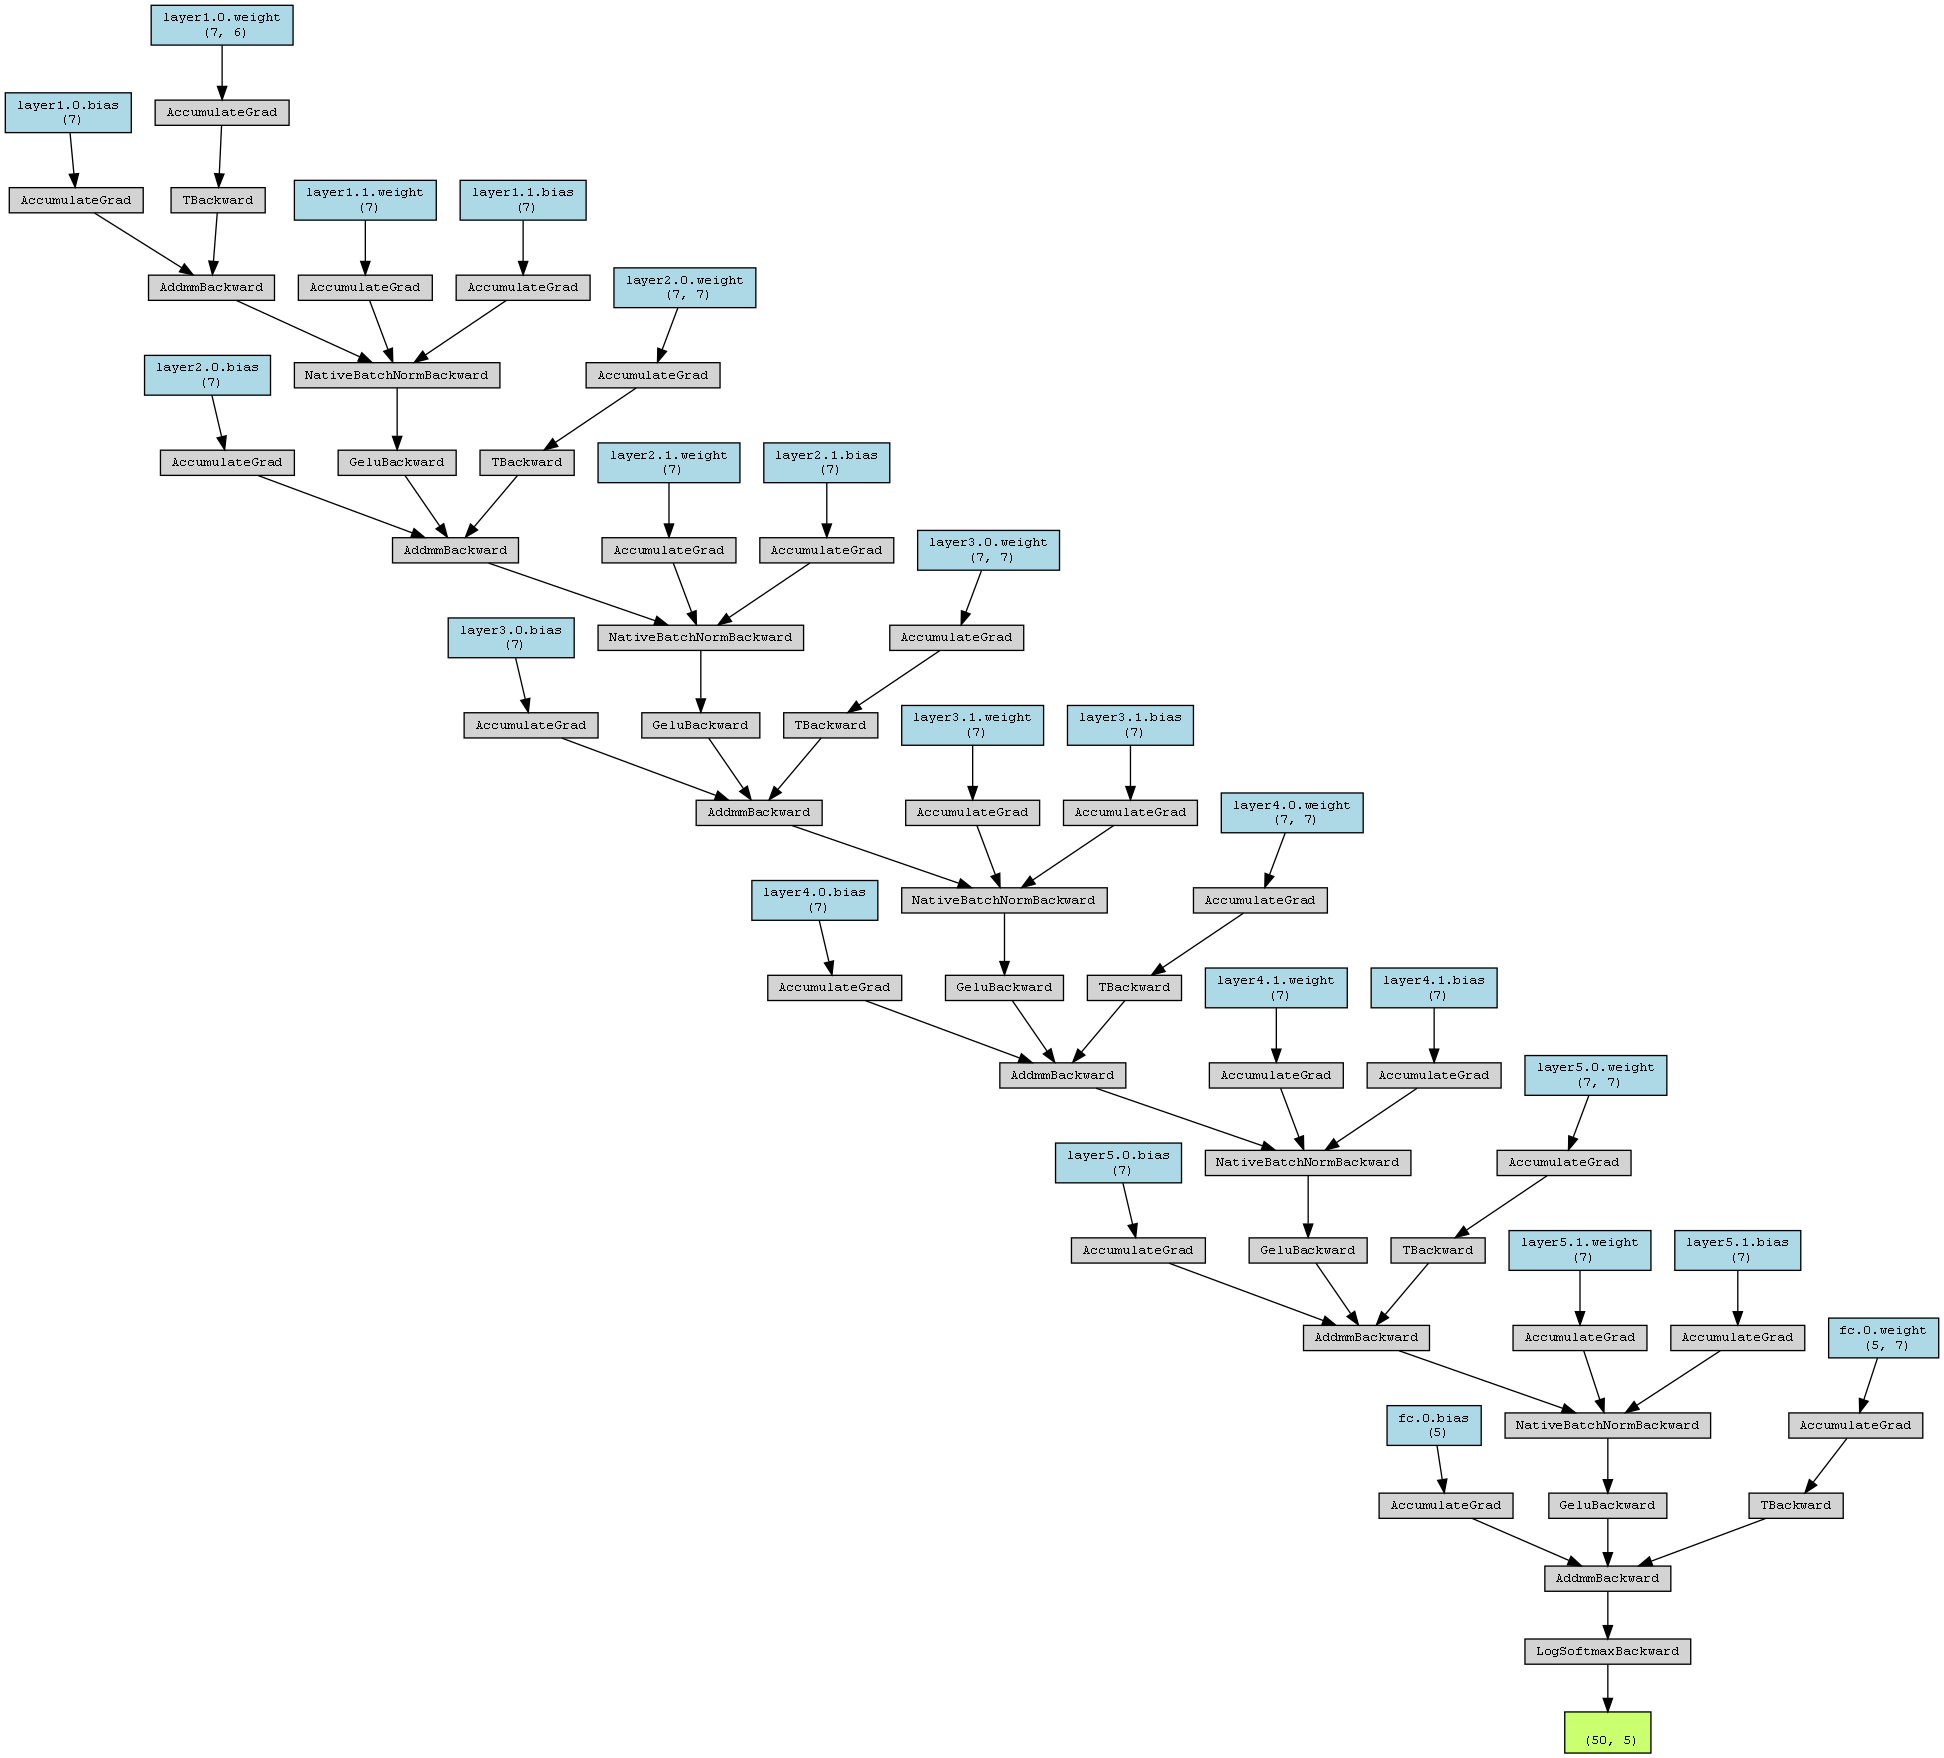 layer1.0.weight
(7, 6)
layer1.0.bias
(7)
AccumulateGrad
AccumulateGrad
TBackward
layer1.1.weight
(7)
layer1.1.bias
(7)
AddmmBackward
AccumulateGrad
AccumulateGrad
layer2.0.weight
(7, 7)
layer2.0.bias
(7)
NativeBatchNormBackward
AccumulateGrad
AccumulateGrad
GeluBackward
TBackward
layer2.1.weight
(7)
layer2.1.bias
(7)
AddmmBackward
AccumulateGrad
AccumulateGrad
layer3.0.weight
(7, 7)
layer3.0.bias
(7)
NativeBatchNormBackward
AccumulateGrad
AccumulateGrad
GeluBackward
TBackward
layer3.1.weight
(7)
layer3.1.bias
(7)
AddmmBackward
AccumulateGrad
AccumulateGrad
layer4.0.weight
(7, 7)
layer4.0.bias
(7)
NativeBatchNormBackward
AccumulateGrad
AccumulateGrad
GeluBackward
TBackward
layer4.1.weight
(7)
layer4.1.bias
(7)
AddmmBackward
AccumulateGrad
AccumulateGrad
layer5.0.weight
(7, 7)
layer5.0.bias
(7)
NativeBatchNormBackward
AccumulateGrad
AccumulateGrad
GeluBackward
TBackward
layer5.1.weight
(7)
layer5.1.bias
(7)
AddmmBackward
AccumulateGrad
AccumulateGrad
fc.0.weight
(5, 7)
fc.0.bias
(5)
NativeBatchNormBackward
AccumulateGrad
AccumulateGrad
GeluBackward
TBackward
AddmmBackward
LogSoftmaxBackward
(50, 5)